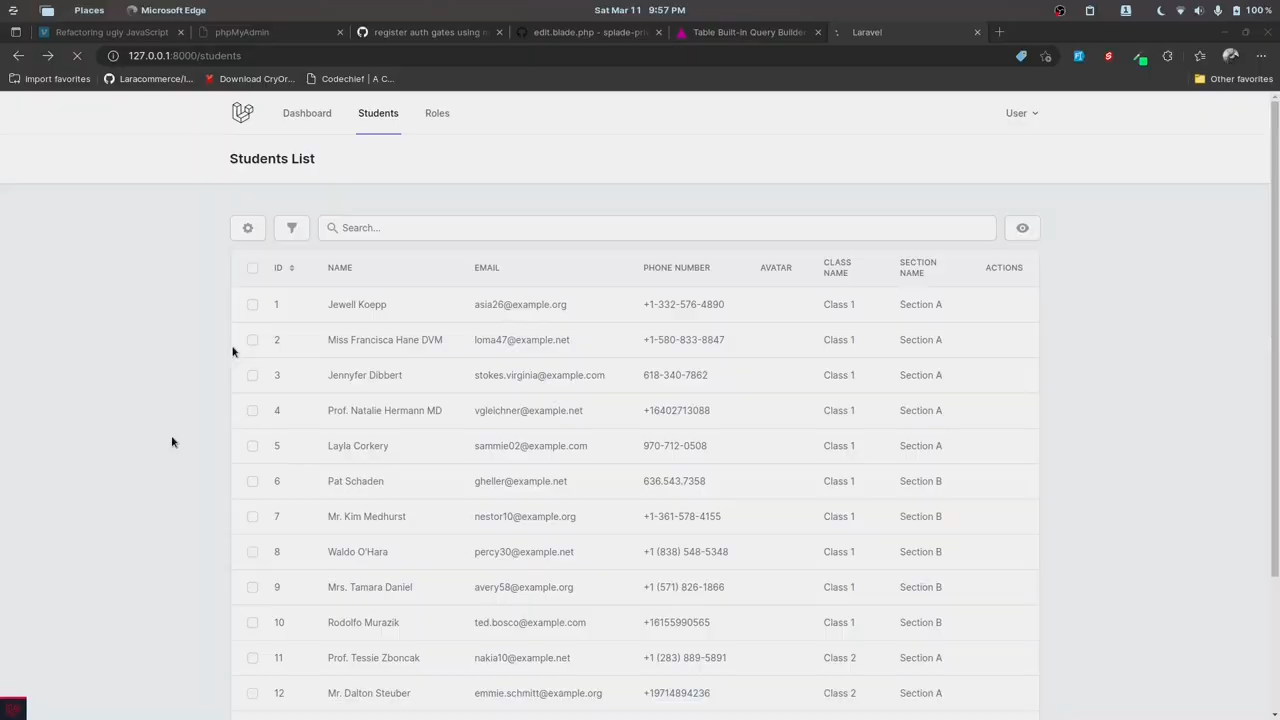 Places Microsoft Edge Sat Mar 11 9:57 PM 100 %
Refactoring ugly JavaScript phpMyAdmin register auth gates using n edit.blade.php - splade-pri Table Built-In Query Builder Laravel
127.0.0.1:8000/students
Import favorites Laracommerce/l... Download CryOr... Codechief | A C... Other favorites
Dashboard Students Roles User
Students List
Search...
ID NAME EMAIL PHONE NUMBER AVATAR CLASS NAME SECTION NAME ACTIONS
1 Jewell Koepp asia26@example.org +1-332-576-4890 Class 1 Section A
2 Miss Francisca Hane DVM loma47@example.net +1-580-833-8847 Class 1 Section A
3 Jennyfer Dibbert stokes.virginia@example.com 618-340-7862 Class 1 Section A
4 Prof. Natalie Hermann MD vgleichner@example.net +16402713088 Class 1 Section A
5 Layla Corkery sammie02@example.com 970-712-0508 Class 1 Section A
6 Pat Schaden gheller@example.net 636.543.7358 Class 1 Section B
7 Mr. Kim Medhurst nestor10@example.org +1-361-578-4155 Class 1 Section B
8 Waldo O'Hara percy30@example.net +1 (838) 548-5348 Class 1 Section B
9 Mrs. Tamara Daniel avery58@example.org +1 (571) 826-1866 Class 1 Section B
10 Rodolfo Murazik ted.bosco@example.com +16155990565 Class 1 Section B
11 Prof. Tessie Zboncak nakia10@example.net +1 (283) 889-5891 Class 2 Section A
12 Mr. Dalton Steuber emmie.schmitt@example.org +19714894236 Class 2 Section A